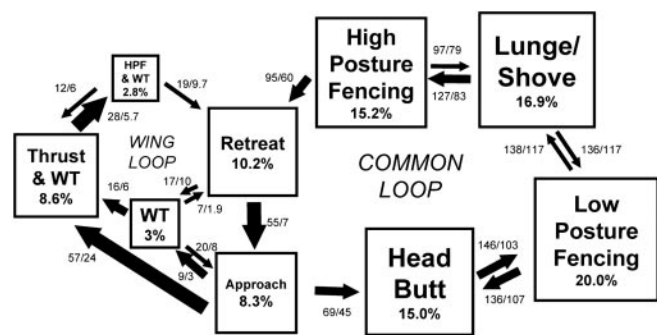 HPF
& WT
2.8%
12/6
19/9.7
28/5.7
Thrust
& WT
8.6%
WING
LOOP
Retreat
10.2%
95/60
High
Posture
Fencing
15.2%
97/79
127/83
Lunge/
Shove
16.9%
COMMON
LOOP
138/117
136/117
16/6
17/10
7/1.9
WT
3%
20/8
9/3
57/24
55/7
Approach
8.3%
69/45
Head
Butt
15.0%
146/103
136/107
Low
Posture
Fencing
20.0%